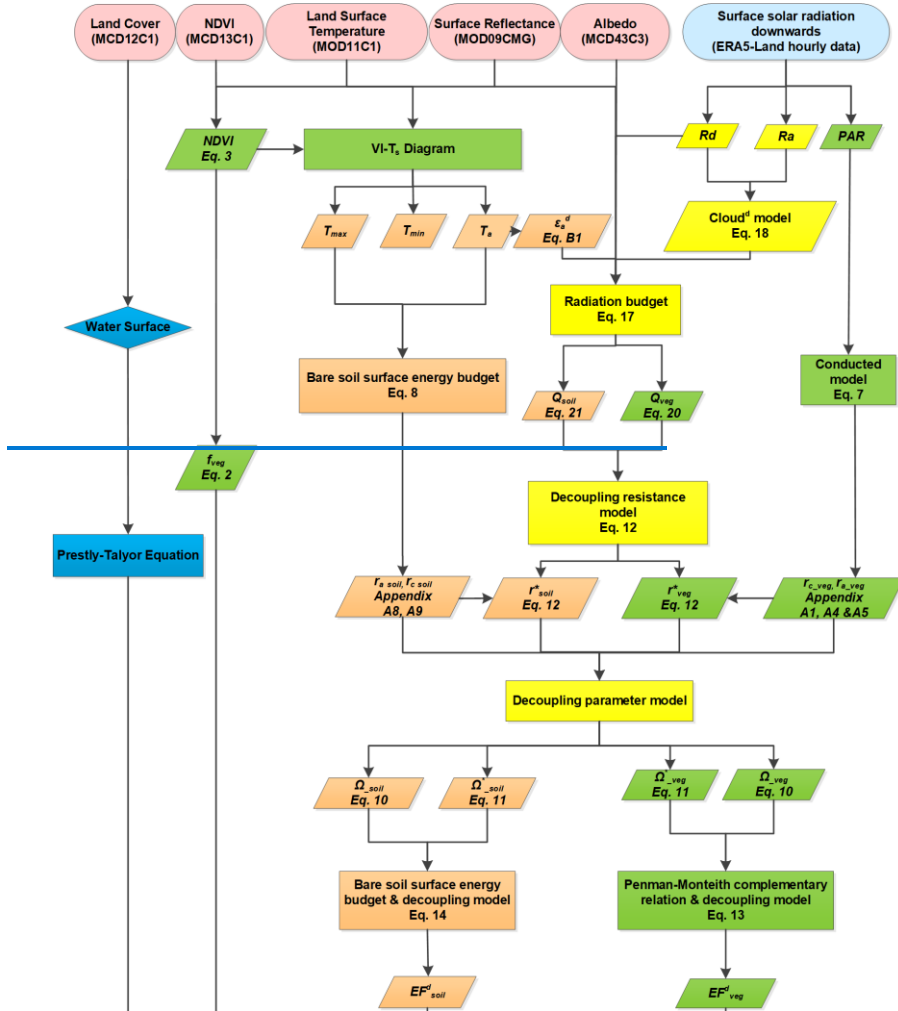 Land Cover
(MCD12C1)
NDVI
(MCD13C1)
Land Surface
Temperature
(MOD11C1)
Surface Reflectance
(MOD09CMG)
Albedo
(MCD43C3)
Surface solar radiation
downwards
(ERA5-Land hourly data)
NDVI
Eq. 3
VI-Ts Diagram
Rd
Ra
PAR
Tmax
Tmin
Ta
εa^d
Eq. B1
Cloud^d model
Eq. 18
Water Surface
Radiation budget
Eq. 17
Bare soil surface energy budget
Eq. 8
Conducted
model
Eq. 7
Qsoil
Eq. 21
Qveg
Eq. 20
fveg
Eq. 2
Decoupling resistance
model
Eq. 12
Prestly-Talyor Equation
ra soil, rc soil
Appendix
A8, A9
r*soil
Eq. 12
r*veg
Eq. 12
rc_veg, ra_veg
Appendix
A1, A4 &A5
Decoupling parameter model
Ω_soil
Eq. 10
Ω*_soil
Eq. 11
Ω*_veg
Eq. 11
Ω_veg
Eq. 10
Bare soil surface energy
budget & decoupling model
Eq. 14
Penman-Monteith complementary
relation & decoupling model
Eq. 13
EF^d soil
EF^d veg